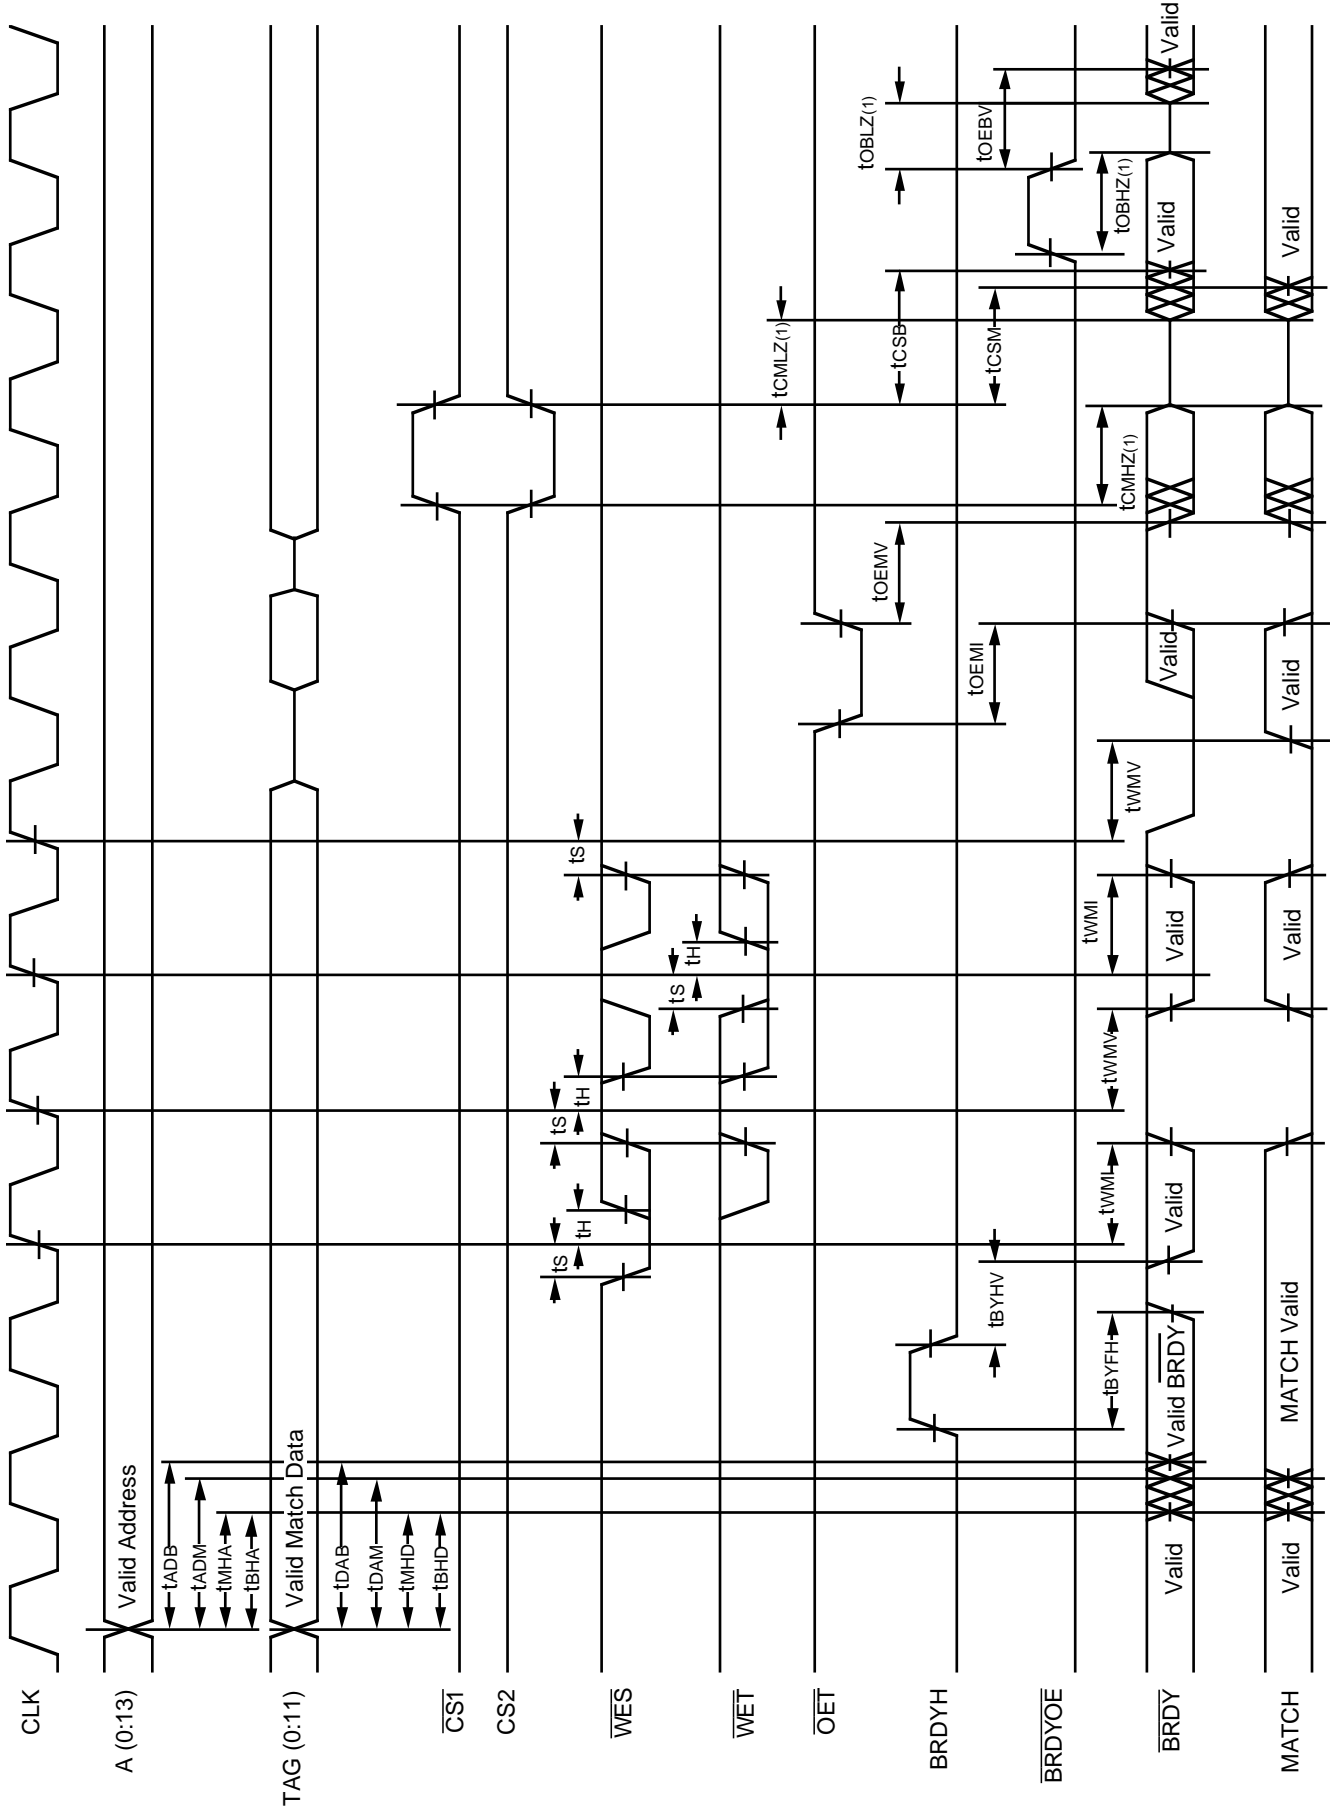 CLK
A (0:13)
Valid Address
tADB
tADM
tMHA
tBHA
TAG (0:11)
Valid Match Data
tDAB
tDAM
tMHD
tBHD
CS1
CS2
WES
tS
tH
tS
tH
tS
WET
tS
tH
OET
BRDYH
tBYHV
tOEMI
tOEMV
tCMLZ(1)
tCSB
tCSM
tOBLZ(1)
tOEBV
BRDYOE
tBYFH
tWMI
tWMV
tWMI
tWMV
tCMHZ(1)
tOBHZ(1)
BRDY
Valid
Valid BRDY
Valid
Valid
Valid
Valid
Valid
MATCH
Valid
MATCH Valid
Valid
Valid
Valid